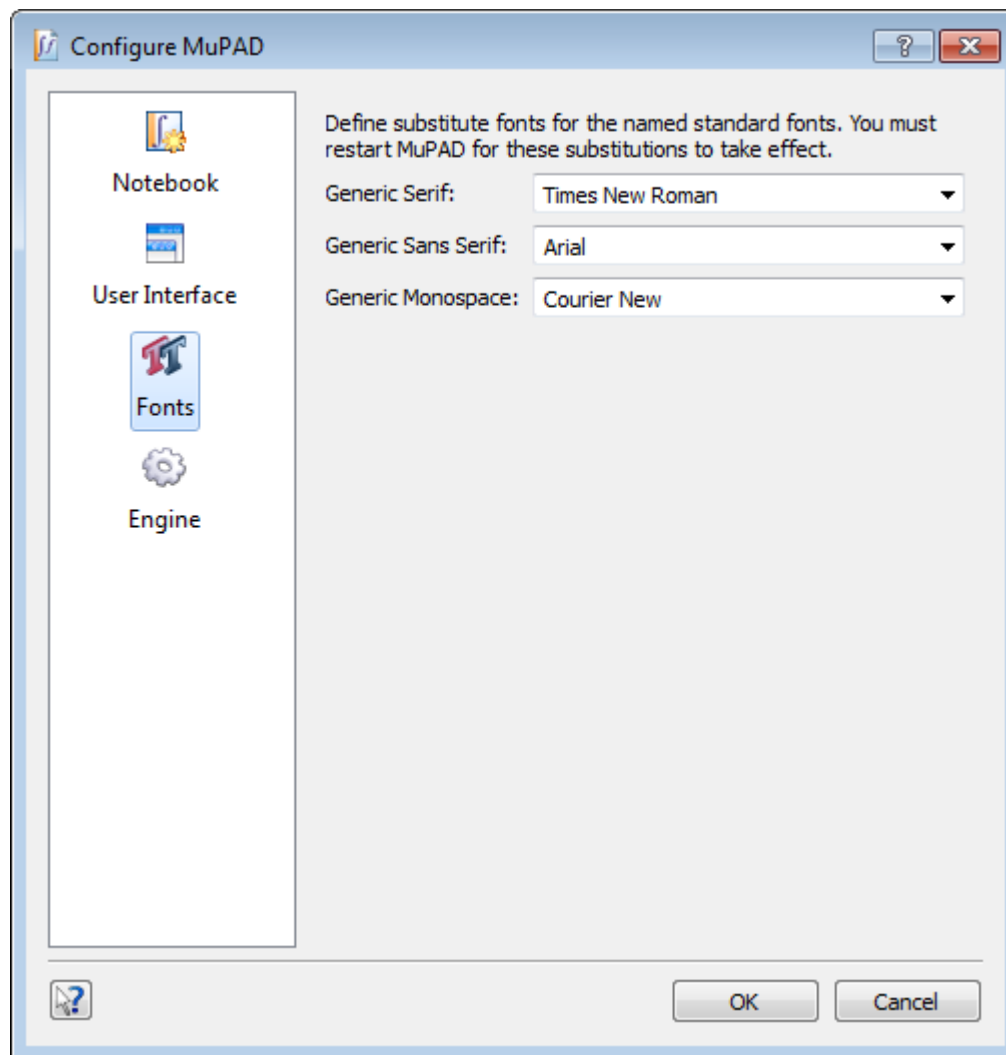 Configure MuPAD
Notebook
User Interface
Fonts
Engine
Define substitute fonts for the named standard fonts. You must
restart MuPAD for these substitutions to take effect.
Generic Serif: Times New Roman
Generic Sans Serif: Arial
Generic Monospace: Courier New
OK Cancel